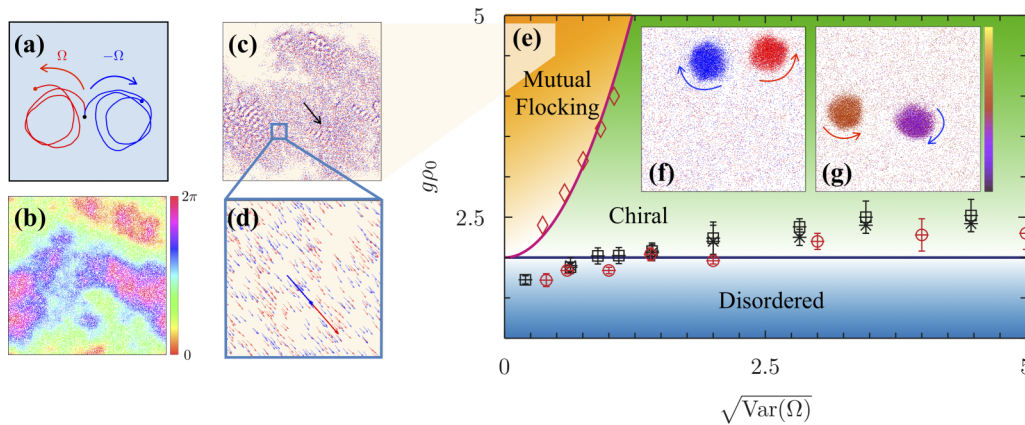 (a)
Ω
−Ω
(b)
2π
0
(c)
(d)
(e)
5
2.5
gρ0
Mutual
Flocking
Chiral
Disordered
(f)
(g)
0
2.5
5
√Var(Ω)